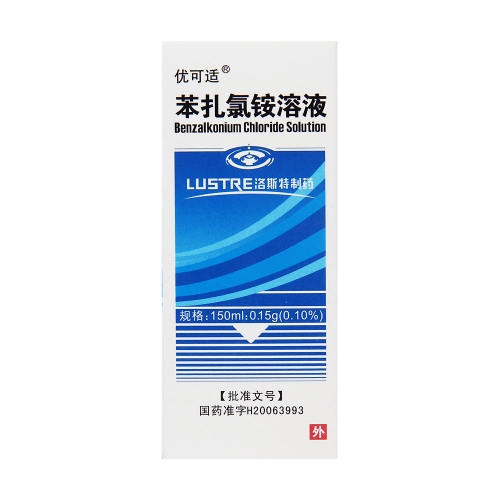 优可适®
苯扎氯铵溶液
Benzalkonium Chloride Solution
LUSTRE洛斯特制药
规格:150ml:0.15g(0.10%)
【批准文号】
国药准字H20063993
外